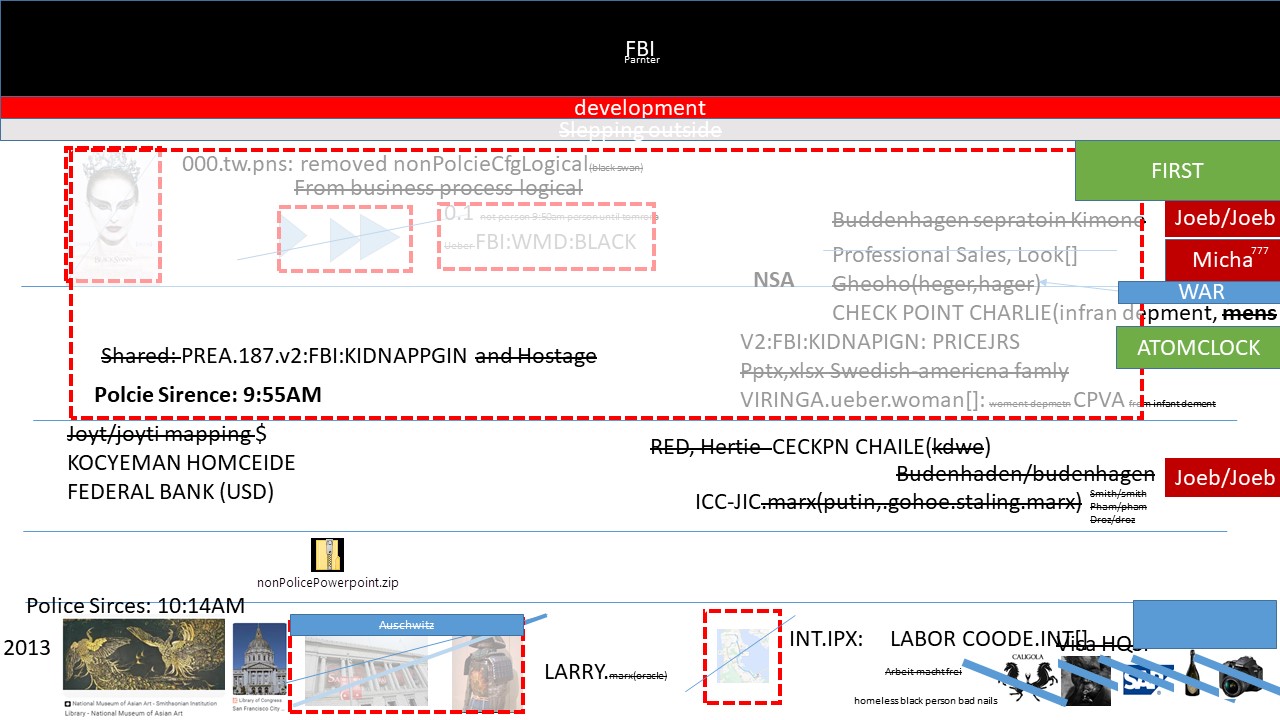 FBI
Parnter
development
Slepping outside
000.tw.pns: removed nonPolcieCfgLogical(black swan)
From business process logical
FIRST
0.1 not person 9:50am person until tomroe
Ueber FBI:WMD:BLACK
Buddenhagen sepratoin Kimono
Joeb/Joeb
Professional Sales, Look[]
Micha777
NSA
Gheoho(heger,hager)
WAR
CHECK POINT CHARLIE(infran depment, mens
V2:FBI:KIDNAPIGN: PRICEJRS
ATOMCLOCK
Shared: PREA.187.v2:FBI:KIDNAPPGIN and Hostage
Pptx,xlsx Swedish-americna famly
Polcie Sirence: 9:55AM
VIRINGA.ueber.woman[]: woment depmetn CPVA from infant dement
Joyt/joyti mapping $
KOCYEMAN HOMCEIDE
FEDERAL BANK (USD)
RED, Hertie CECKPN CHAILE(kdwe)
Budenhaden/budenhagen
Joeb/Joeb
ICC-JIC.marx(putin,.gohoe.staling.marx)
Smith/smith
Pham/pham
Droz/droz
nonPolicePowerpoint.zip
Police Sirces: 10:14AM
2013
Auschwitz
LARRY.marx(oracle)
INT.IPX: LABOR COODE.INT[]
Visa HQ
Arbeit macht frei
homeless black person bad nails
CALIGOLA
SAP
National Museum of Asian Art - Smithsonian Institution
Library - National Museum of Asian Art
Library of Congress
San Francisco City ...